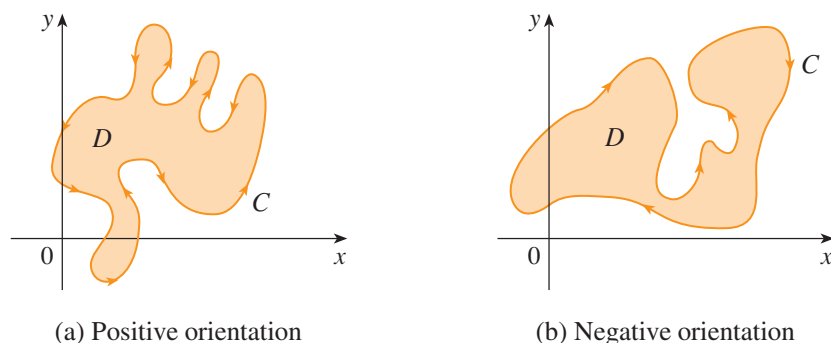 y
D
C
0
x
(a) Positive orientation
y
C
D
0
x
(b) Negative orientation